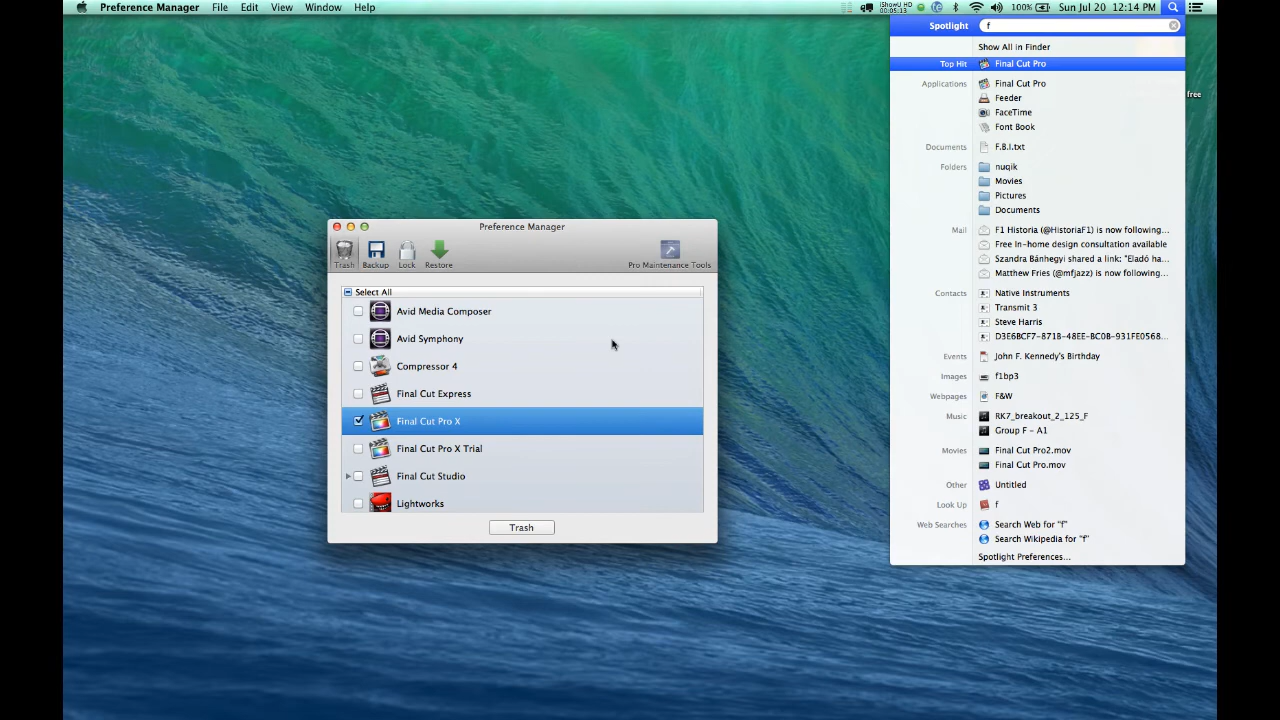 Preference Manager File Edit View Window Help
iShowU HD
00:05:13
100% Sun Jul 20 12:14 PM
Spotlight f
Show All in Finder
Top Hit Final Cut Pro
Applications Final Cut Pro
Feeder
FaceTime
Font Book
Documents F.B.I.txt
Folders nuqik
Movies
Pictures
Documents
Mail F1 Historia (@HistoriaF1) is now following...
Free In-home design consultation available
Szandra Bánhegyi shared a link: "Eladó ha...
Matthew Fries (@mfjazz) is now following...
Contacts Native Instruments
Transmit 3
Steve Harris
D3E6BCF7-871B-48EE-BC0B-931FE0568...
Events John F. Kennedy's Birthday
Images f1bp3
Webpages F&W
Music RK7_breakout_2_125_F
Group F - A1
Movies Final Cut Pro2.mov
Final Cut Pro.mov
Other Untitled
Look Up f
Web Searches Search Web for "f"
Search Wikipedia for "f"
Spotlight Preferences...
free
Preference Manager
Trash Backup Lock Restore Pro Maintenance Tools
Select All
Avid Media Composer
Avid Symphony
Compressor 4
Final Cut Express
Final Cut Pro X
Final Cut Pro X Trial
Final Cut Studio
Lightworks
Trash